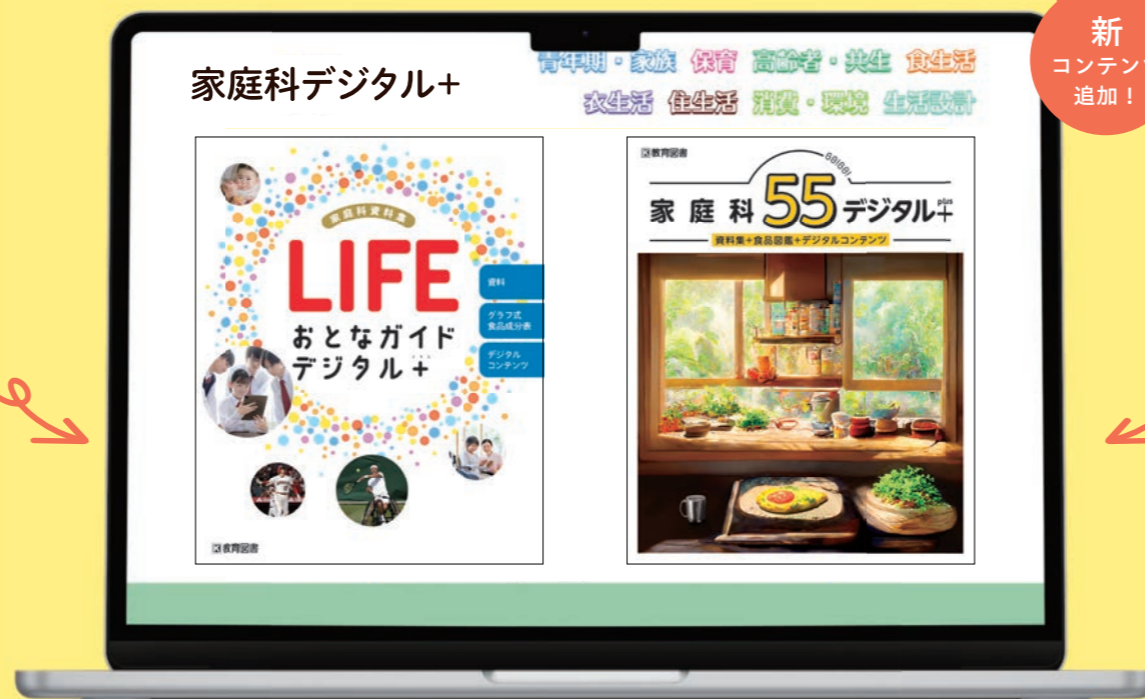 新
コンテンツ
追加！
家庭科デジタル+
青年期・家族 保育 高齢者・共生 食生活
衣生活 住生活 消費・環境 生活設計
家庭科資料集
LIFE
おとなガイド
デジタル+
資料
グラフ式
食品成分表
デジタル
コンテンツ
教育図書
教育図書
家庭科55デジタル+
plus
資料集+食品図鑑+デジタルコンテンツ